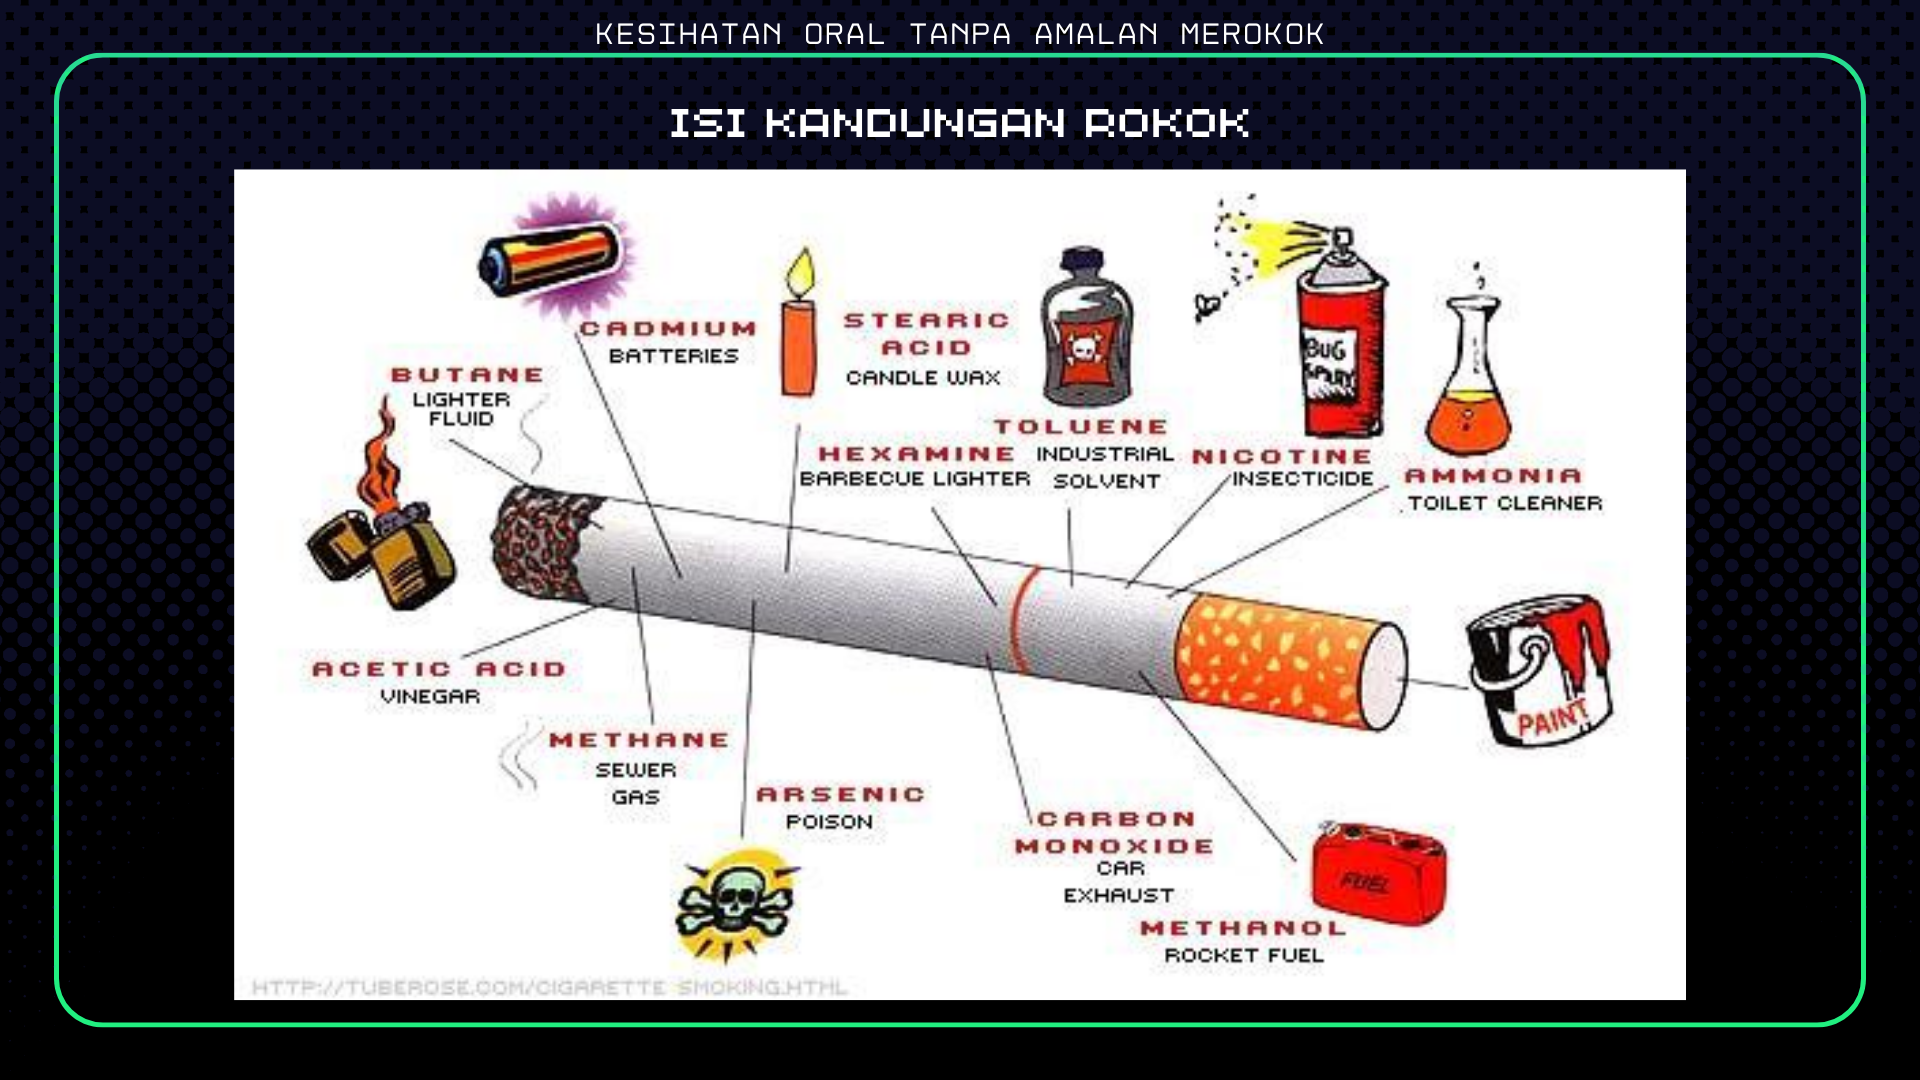 KESIHATAN ORAL TANPA AMALAN MEROKOK
ISI KANDUNGAN ROKOK
CADMIUM
BATTERIES
STEARIC
ACID
CANDLE WAX
BUTANE
LIGHTER
FLUID
TOLUENE
INDUSTRIAL
SOLVENT
HEXAMINE
BARBECUE LIGHTER
BUG
SPRAY
NICOTINE
INSECTICIDE
AMMONIA
TOILET CLEANER
ACETIC ACID
VINEGAR
METHANE
SEWER
GAS
ARSENIC
POISON
CARBON
MONOXIDE
CAR
EXHAUST
PAINT
FUEL
METHANOL
ROCKET FUEL
HTTP://TUBEROSE.COM/CIGARETTE SMOKING.HTML